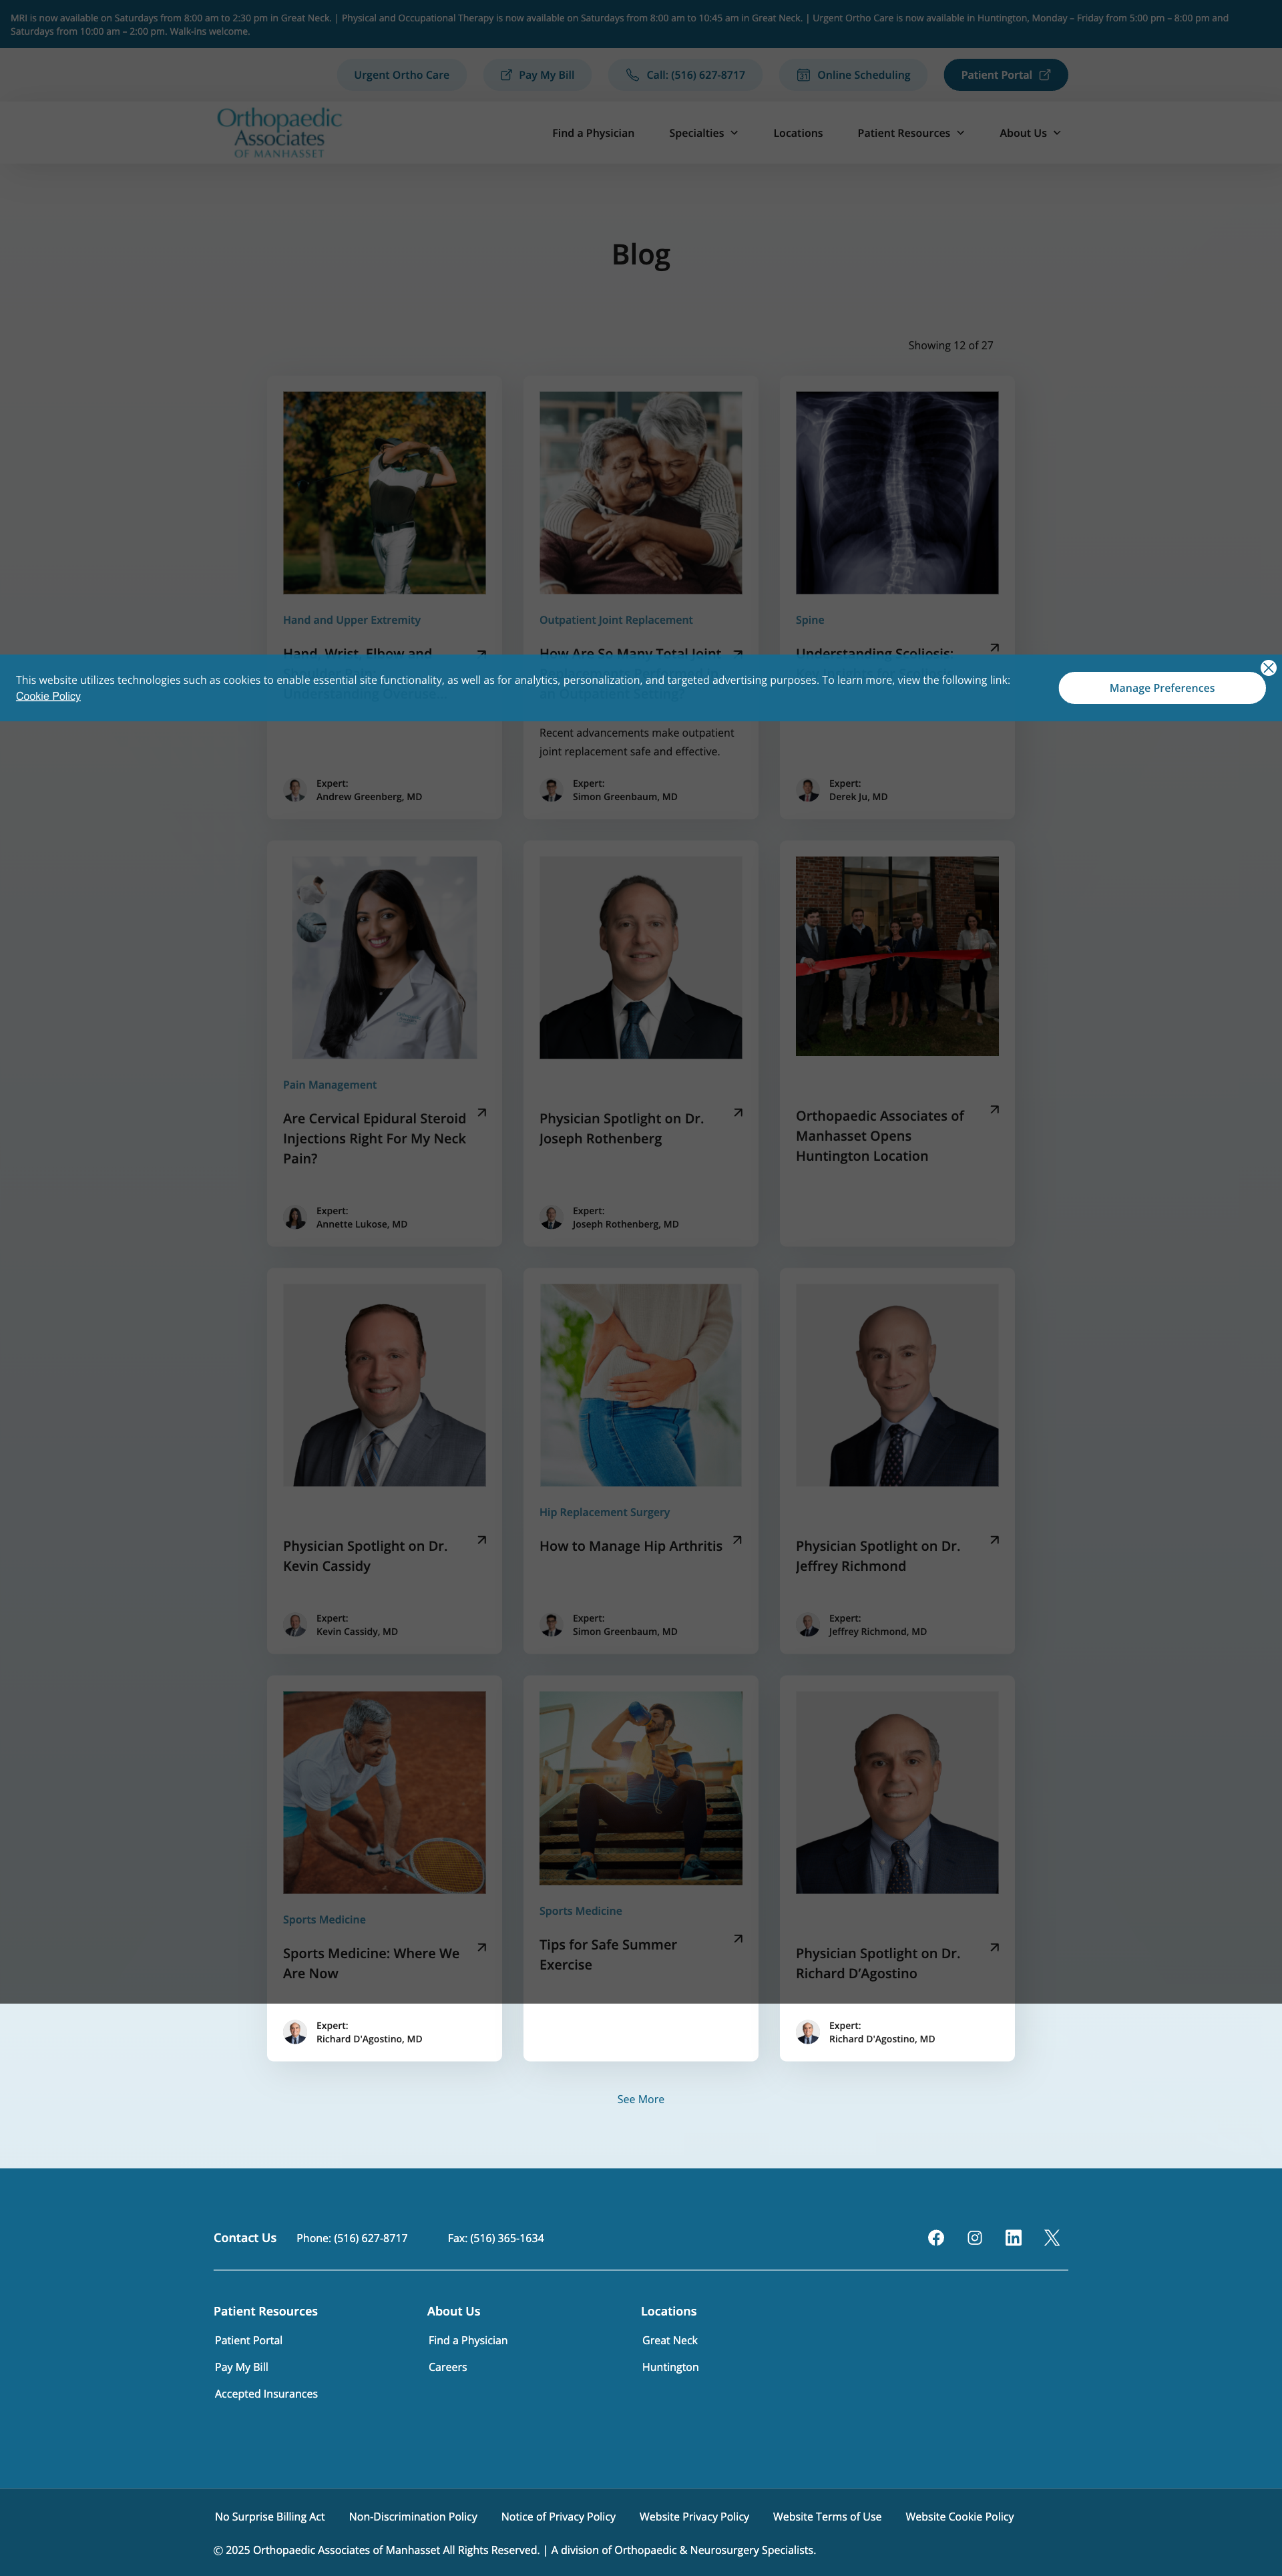 MRI is now available on Saturdays from 8:00 am to 2:30 pm in Great Neck. | Physical and Occupational Therapy is now available on Saturdays from 8:00 am to 10:45 am in Great Neck. | Urgent Ortho Care is now available in Huntington, Monday – Friday from 5:00 pm – 8:00 pm and
Saturdays from 10:00 am – 2:00 pm. Walk-ins welcome.
Urgent Ortho Care
Pay My Bill
Call: (516) 627-8717
31
Online Scheduling
Patient Portal
Orthopaedic
Associates
OF MANHASSET
Find a Physician
Specialties
Locations
Patient Resources
About Us
Blog
Showing 12 of 27
Hand and Upper Extremity
Hand, Wrist, Elbow and
Understanding Overuse
Expert:
Andrew Greenberg, MD
Outpatient Joint Replacement
How Are So Many Total Joint
an Outpatient Setting?
Recent advancements make outpatient
joint replacement safe and effective.
Expert:
Simon Greenbaum, MD
Spine
Understanding Scoliosis:
Expert:
Derek Ju, MD
This website utilizes technologies such as cookies to enable essential site functionality, as well as for analytics, personalization, and targeted advertising purposes. To learn more, view the following link:
Cookie Policy
Manage Preferences
Pain Management
Are Cervical Epidural Steroid
Injections Right For My Neck
Pain?
Expert:
Annette Lukose, MD
Physician Spotlight on Dr.
Joseph Rothenberg
Expert:
Joseph Rothenberg, MD
Orthopaedic Associates of
Manhasset Opens
Huntington Location
Physician Spotlight on Dr.
Kevin Cassidy
Expert:
Kevin Cassidy, MD
Hip Replacement Surgery
How to Manage Hip Arthritis
Expert:
Simon Greenbaum, MD
Physician Spotlight on Dr.
Jeffrey Richmond
Expert:
Jeffrey Richmond, MD
Sports Medicine
Sports Medicine: Where We
Are Now
Expert:
Richard D'Agostino, MD
Sports Medicine
Tips for Safe Summer
Exercise
Physician Spotlight on Dr.
Richard D’Agostino
Expert:
Richard D'Agostino, MD
See More
Contact Us
Phone: (516) 627-8717
Fax: (516) 365-1634
Patient Resources
Patient Portal
Pay My Bill
Accepted Insurances
About Us
Find a Physician
Careers
Locations
Great Neck
Huntington
No Surprise Billing Act
Non-Discrimination Policy
Notice of Privacy Policy
Website Privacy Policy
Website Terms of Use
Website Cookie Policy
© 2025 Orthopaedic Associates of Manhasset All Rights Reserved. | A division of Orthopaedic & Neurosurgery Specialists.